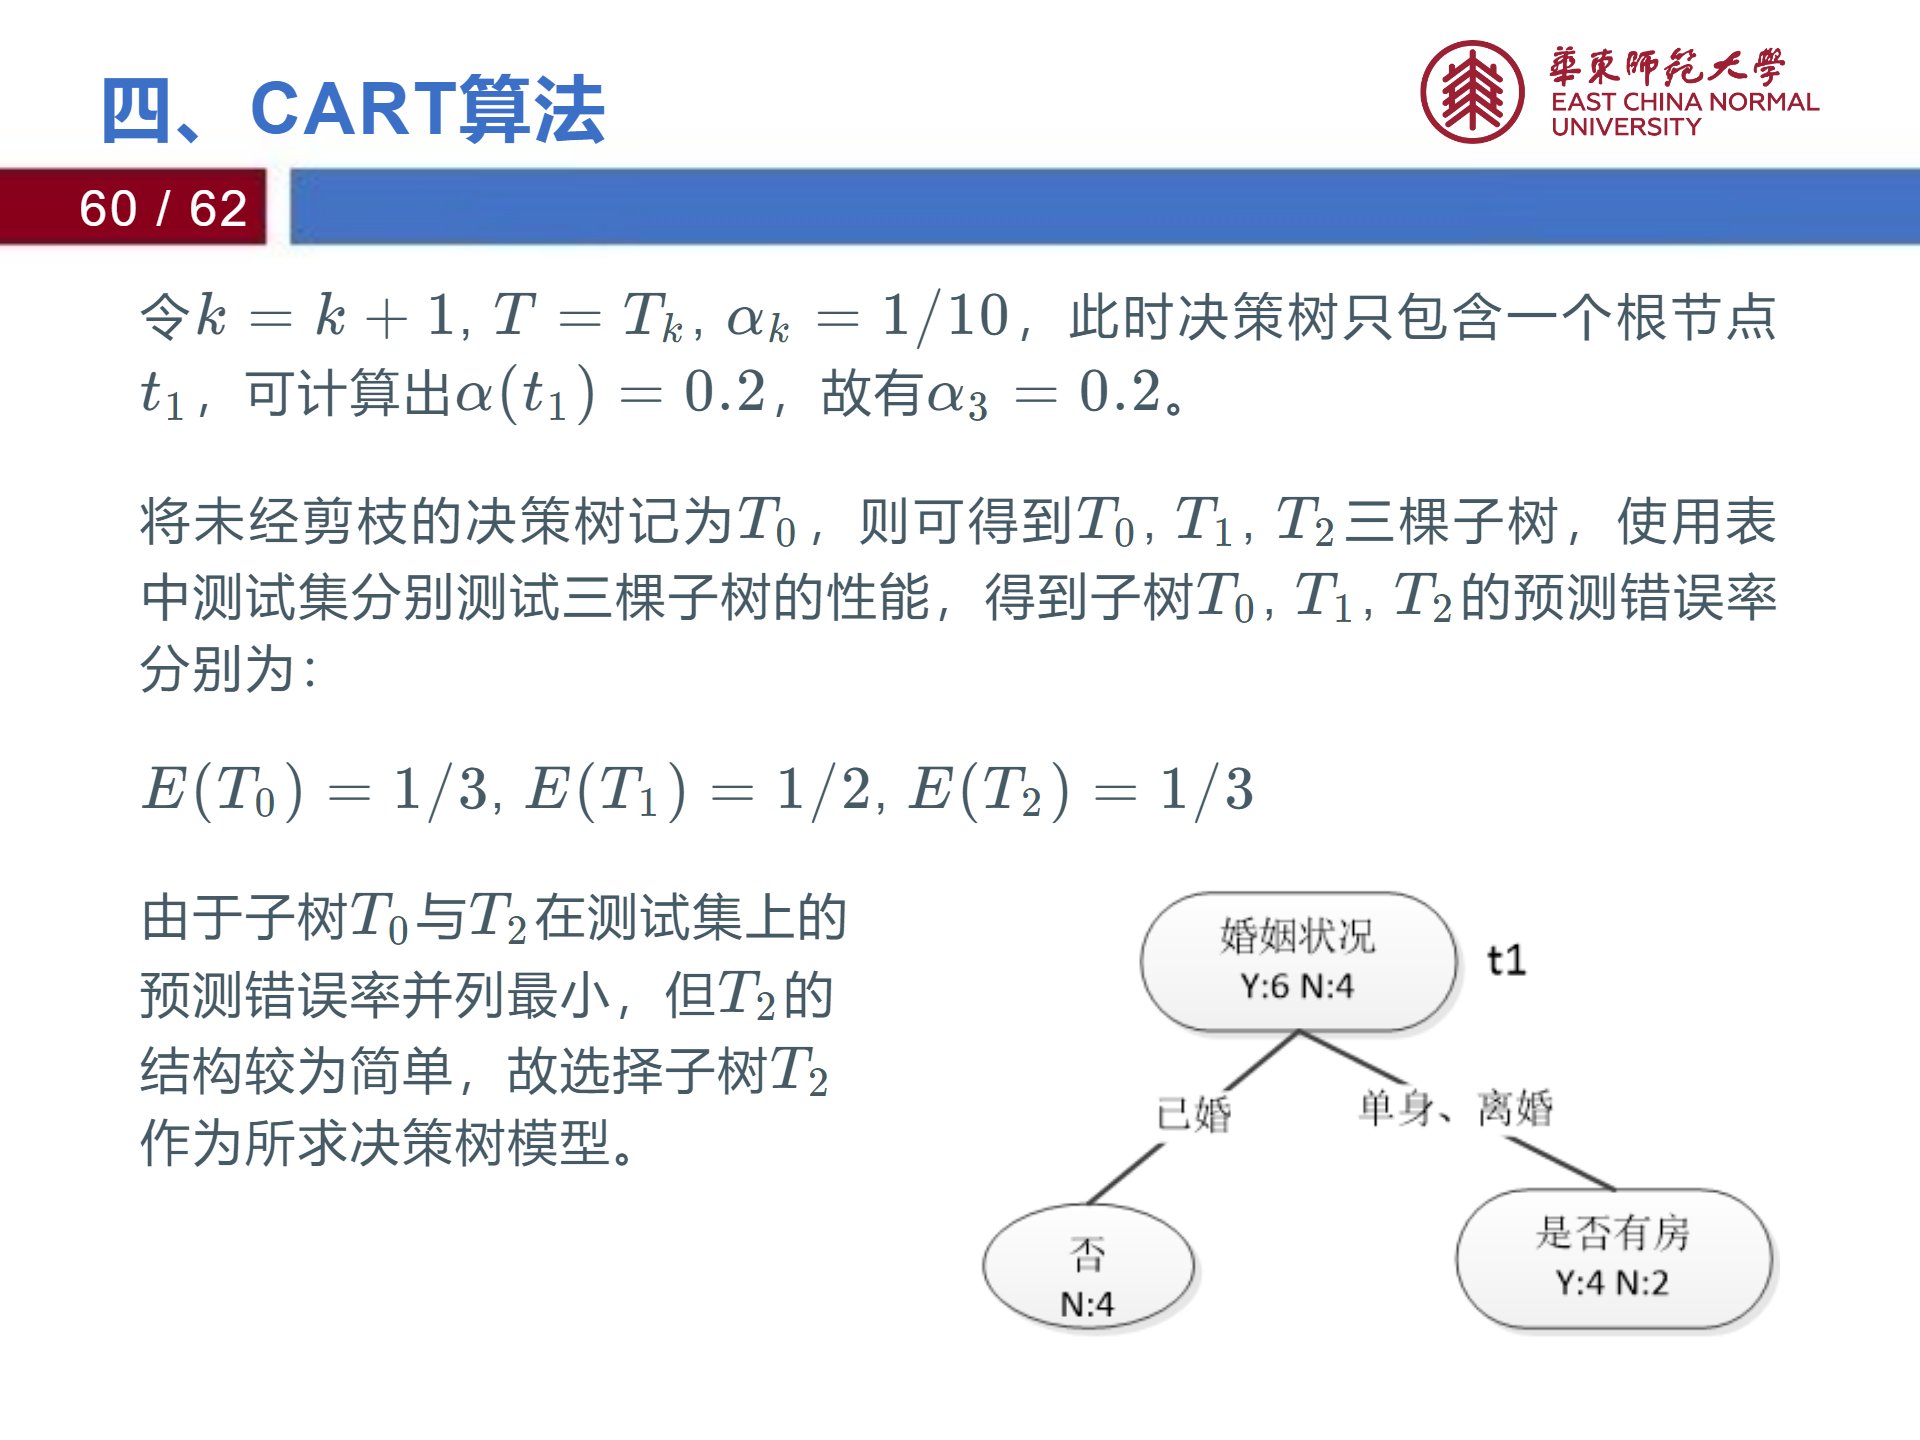 四、CART算法
華東师范大學
EAST CHINA NORMAL
UNIVERSITY
60 / 62
令k = k + 1, T = T_k, α_k = 1/10，此时决策树只包含一个根节点
t_1，可计算出α(t_1) = 0.2，故有α_3 = 0.2。
将未经剪枝的决策树记为T_0，则可得到T_0, T_1, T_2三棵子树，使用表
中测试集分别测试三棵子树的性能，得到子树T_0, T_1, T_2的预测错误率
分别为：
E(T_0) = 1/3, E(T_1) = 1/2, E(T_2) = 1/3
由于子树T_0与T_2在测试集上的
预测错误率并列最小，但T_2的
结构较为简单，故选择子树T_2
作为所求决策树模型。
婚姻状况
Y:6 N:4
t1
已婚
单身、离婚
否
N:4
是否有房
Y:4 N:2